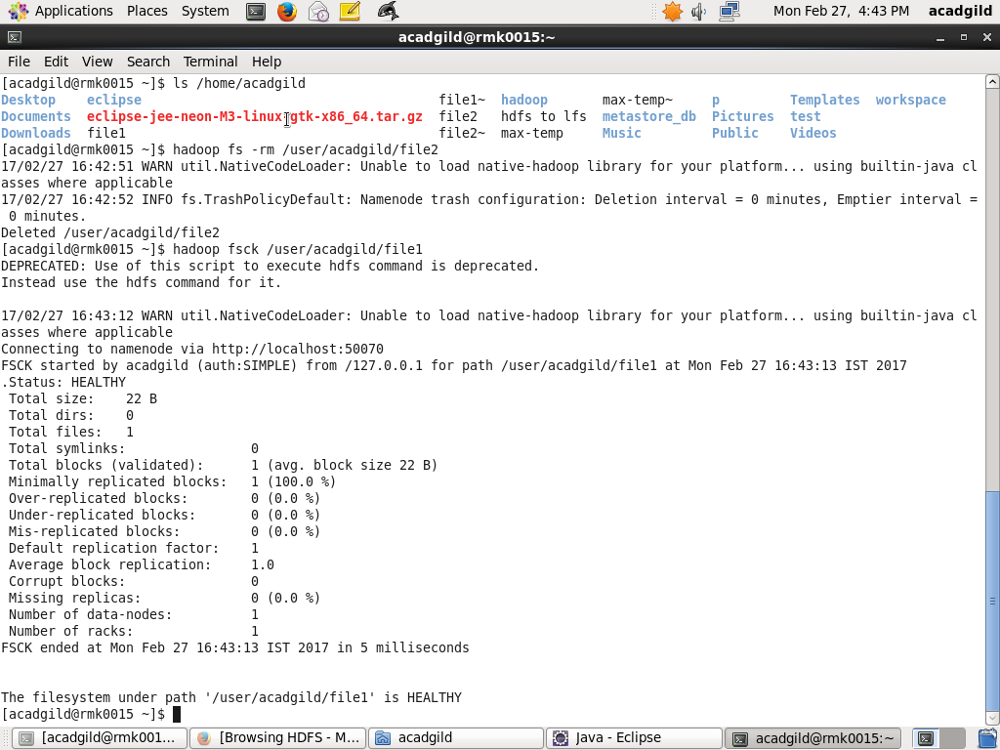 Applications Places System Mon Feb 27, 4:43 PM acadgild
acadgild@rmk0015:~
File Edit View Search Terminal Help
[acadgild@rmk0015 ~]$ ls /home/acadgild
Desktop eclipse file1~ hadoop max-temp~ p Templates workspace
Documents eclipse-jee-neon-M3-linux-gtk-x86_64.tar.gz file2 hdfs to lfs metastore_db Pictures test
Downloads file1 file2~ max-temp Music Public Videos
[acadgild@rmk0015 ~]$ hadoop fs -rm /user/acadgild/file2
17/02/27 16:42:51 WARN util.NativeCodeLoader: Unable to load native-hadoop library for your platform... using builtin-java cl
asses where applicable
17/02/27 16:42:52 INFO fs.TrashPolicyDefault: Namenode trash configuration: Deletion interval = 0 minutes, Emptier interval =
0 minutes.
Deleted /user/acadgild/file2
[acadgild@rmk0015 ~]$ hadoop fsck /user/acadgild/file1
DEPRECATED: Use of this script to execute hdfs command is deprecated.
Instead use the hdfs command for it.
17/02/27 16:43:12 WARN util.NativeCodeLoader: Unable to load native-hadoop library for your platform... using builtin-java cl
asses where applicable
Connecting to namenode via http://localhost:50070
FSCK started by acadgild (auth:SIMPLE) from /127.0.0.1 for path /user/acadgild/file1 at Mon Feb 27 16:43:13 IST 2017
.Status: HEALTHY
Total size: 22 B
Total dirs: 0
Total files: 1
Total symlinks: 0
Total blocks (validated): 1 (avg. block size 22 B)
Minimally replicated blocks: 1 (100.0 %)
Over-replicated blocks: 0 (0.0 %)
Under-replicated blocks: 0 (0.0 %)
Mis-replicated blocks: 0 (0.0 %)
Default replication factor: 1
Average block replication: 1.0
Corrupt blocks: 0
Missing replicas: 0 (0.0 %)
Number of data-nodes: 1
Number of racks: 1
FSCK ended at Mon Feb 27 16:43:13 IST 2017 in 5 milliseconds
The filesystem under path '/user/acadgild/file1' is HEALTHY
[acadgild@rmk0015 ~]$
[acadgild@rmk001... [Browsing HDFS - M... acadgild Java - Eclipse acadgild@rmk0015:~